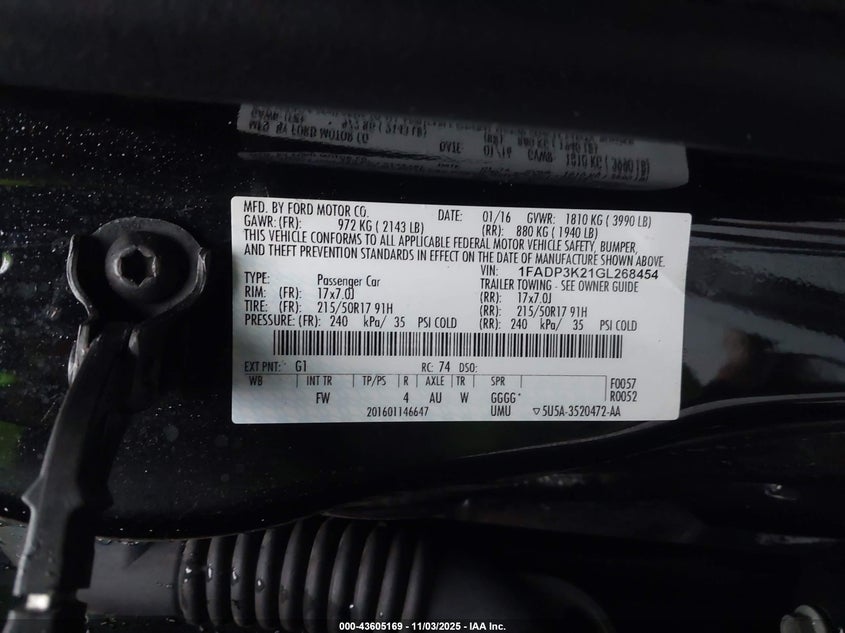 MFD. BY FORD MOTOR CO. DATE: 01/16 GVWR: 1810 KG ( 3990 LB)
GAWR: (FR): 972 KG ( 2143 LB) (RR): 880 KG ( 1940 LB)
THIS VEHICLE CONFORMS TO ALL APPLICABLE FEDERAL MOTOR VEHICLE SAFETY, BUMPER,
AND THEFT PREVENTION STANDARDS IN EFFECT ON THE DATE OF MANUFACTURE SHOWN ABOVE.
VIN: 1FADP3K21GL268454
TYPE: Passenger Car TRAILER TOWING - SEE OWNER GUIDE
RIM: (FR): 17x7.0J (RR): 17x7.0J
TIRE: (FR): 215/50R17 91H (RR): 215/50R17 91H
PRESSURE: (FR): 240 kPa/ 35 PSI COLD (RR): 240 kPa/ 35 PSI COLD
EXT PNT: G1 RC: 74 DSO:
WB INT TR TP/PS R AXLE TR SPR F0057
FW 4 AU W GGGG* R0052
201601146647 UMU ▽5U5A-3520472-AA
000-43605169 - 11/03/2025 - IAA Inc.